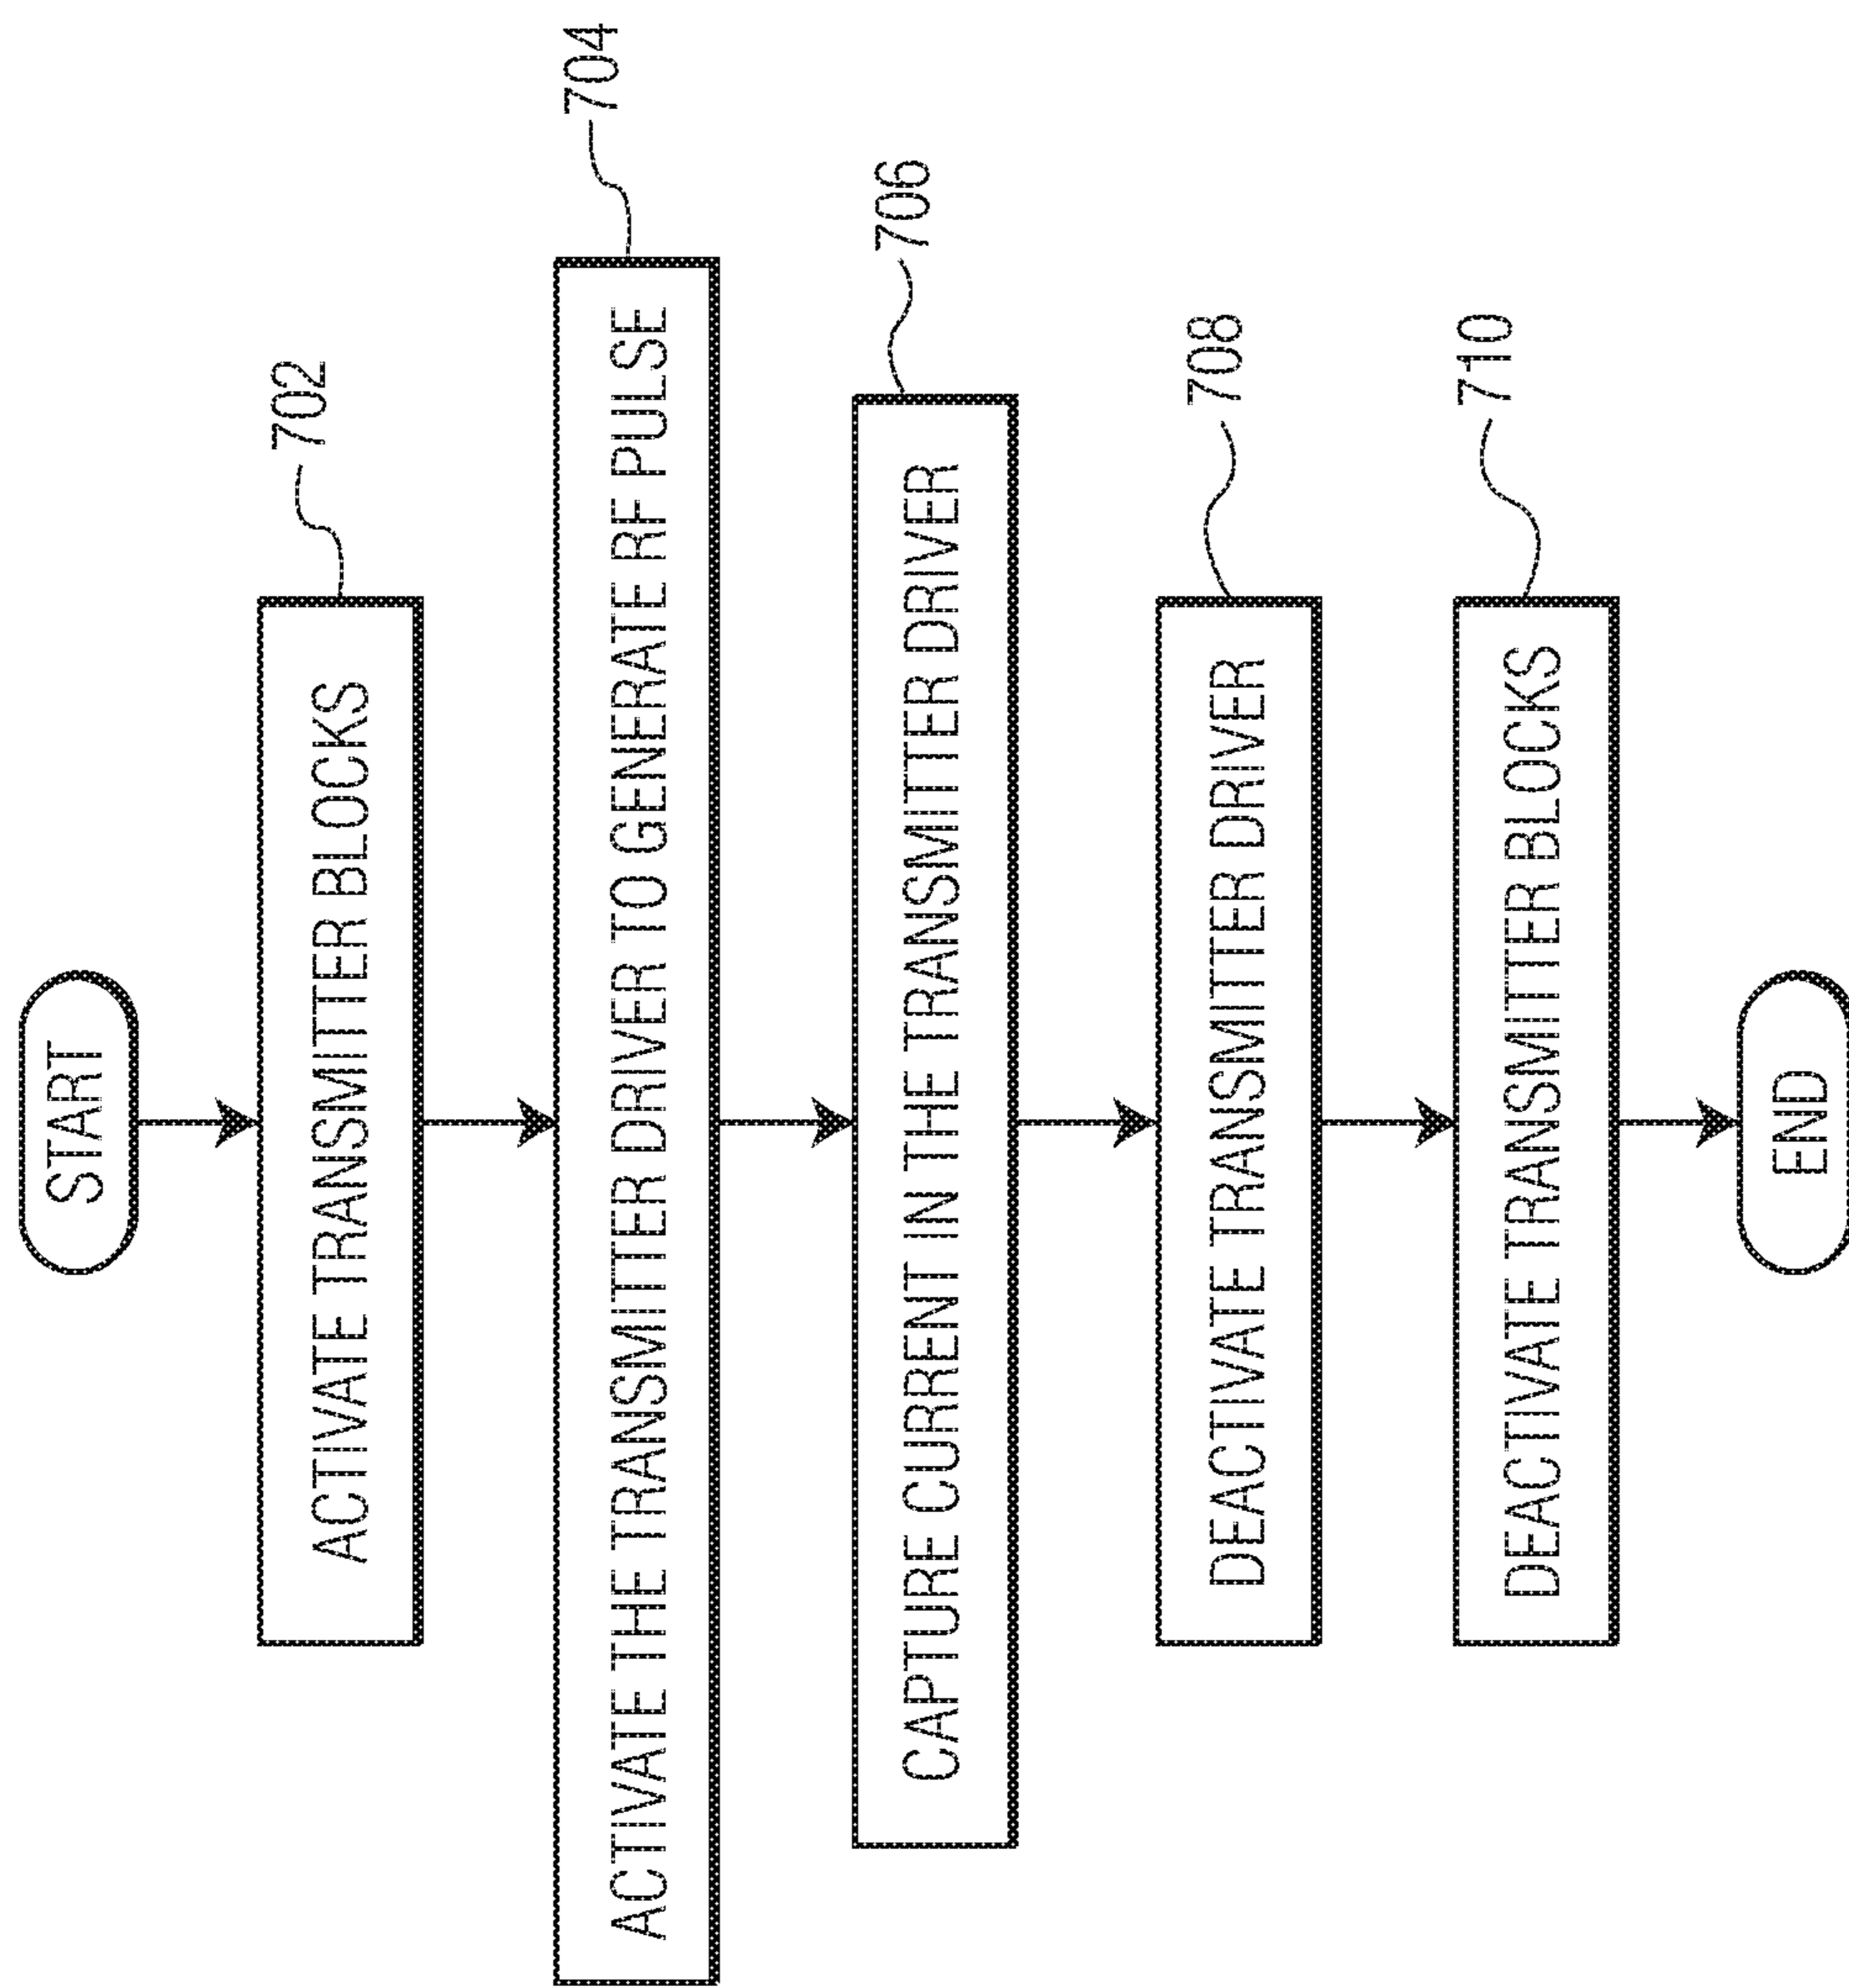 START
ACTIVATE TRANSMITTER BLOCKS
702
ACTIVATE THE TRANSMITTER DRIVER TO GENERATE RF PULSE
704
CAPTURE CURRENT IN THE TRANSMITTER DRIVER
706
DEACTIVATE TRANSMITTER DRIVER
708
DEACTIVATE TRANSMITTER BLOCKS
710
END